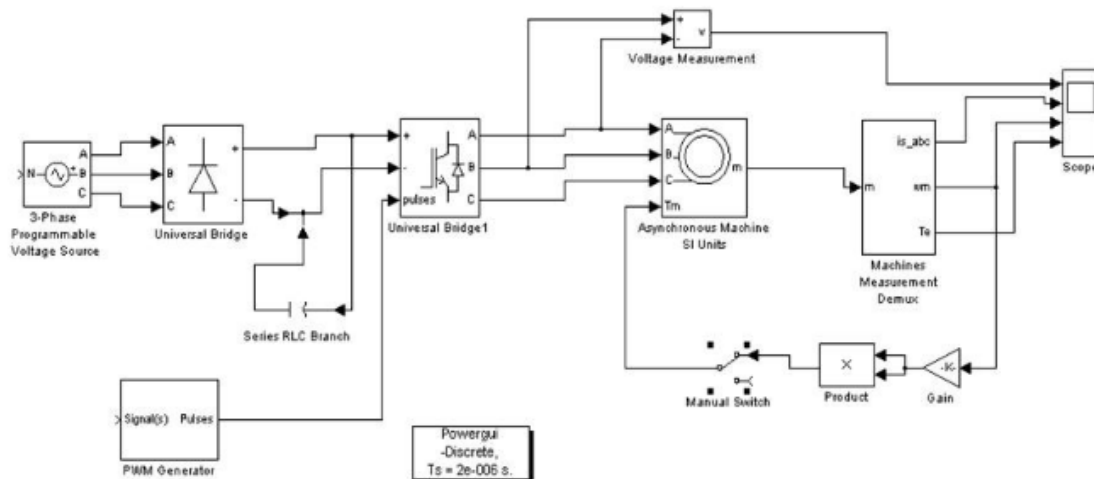 +
-
v
Voltage Measurement
N
A
B
C
3-Phase
Programmable
Voltage Source
A
B
C
+
-
Universal Bridge
+
-
pulses
A
B
C
Universal Bridge1
A
B
C
Tm
m
Asynchronous Machine
SI Units
m
is_abc
wm
Te
Machines
Measurement
Demux
Scope
Series RLC Branch
Manual Switch
×
Product
-K-
Gain
Signal(s)
Pulses
PWM Generator
Powergui
-Discrete,
Ts = 2e-006 s.